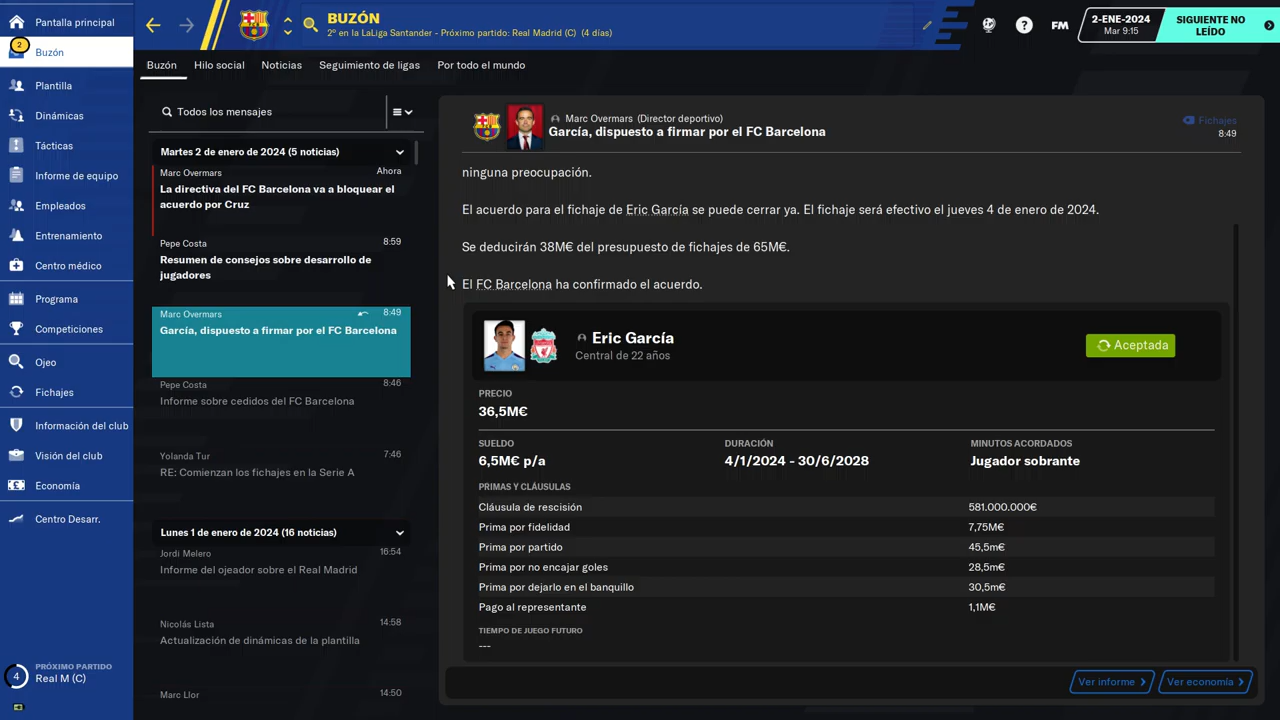 Pantalla principal
2
Buzón
Plantilla
Dinámicas
Tácticas
Informe de equipo
Empleados
Entrenamiento
Centro médico
Programa
Competiciones
Ojeo
Fichajes
Información del club
Visión del club
Economía
Centro Desarr.
4
PRÓXIMO PARTIDO
Real M (C)
BUZÓN
2º en la LaLiga Santander - Próximo partido: Real Madrid (C) (4 días)
?
FM
2-ENE-2024
Mar 9:15
SIGUIENTE NO
LEÍDO
Buzón
Hilo social
Noticias
Seguimiento de ligas
Por todo el mundo
Todos los mensajes
Martes 2 de enero de 2024 (5 noticias)
Marc Overmars
Ahora
La directiva del FC Barcelona va a bloquear el
acuerdo por Cruz
Pepe Costa
8:59
Resumen de consejos sobre desarrollo de
jugadores
Marc Overmars
8:49
García, dispuesto a firmar por el FC Barcelona
Pepe Costa
8:46
Informe sobre cedidos del FC Barcelona
Yolanda Tur
7:46
RE: Comienzan los fichajes en la Serie A
Lunes 1 de enero de 2024 (16 noticias)
Jordi Melero
16:54
Informe del ojeador sobre el Real Madrid
Nicolás Lista
14:58
Actualización de dinámicas de la plantilla
Marc Llor
14:50
Marc Overmars (Director deportivo)
García, dispuesto a firmar por el FC Barcelona
Fichajes
8:49
ninguna preocupación.
El acuerdo para el fichaje de Eric García se puede cerrar ya. El fichaje será efectivo el jueves 4 de enero de 2024.
Se deducirán 38M€ del presupuesto de fichajes de 65M€.
El FC Barcelona ha confirmado el acuerdo.
Eric García
Central de 22 años
Aceptada
PRECIO
36,5M€
SUELDO
6,5M€ p/a
DURACIÓN
4/1/2024 - 30/6/2028
MINUTOS ACORDADOS
Jugador sobrante
PRIMAS Y CLÁUSULAS
Cláusula de rescisión
581.000.000€
Prima por fidelidad
7,75M€
Prima por partido
45,5m€
Prima por no encajar goles
28,5m€
Prima por dejarlo en el banquillo
30,5m€
Pago al representante
1,1M€
TIEMPO DE JUEGO FUTURO
---
Ver informe
Ver economía